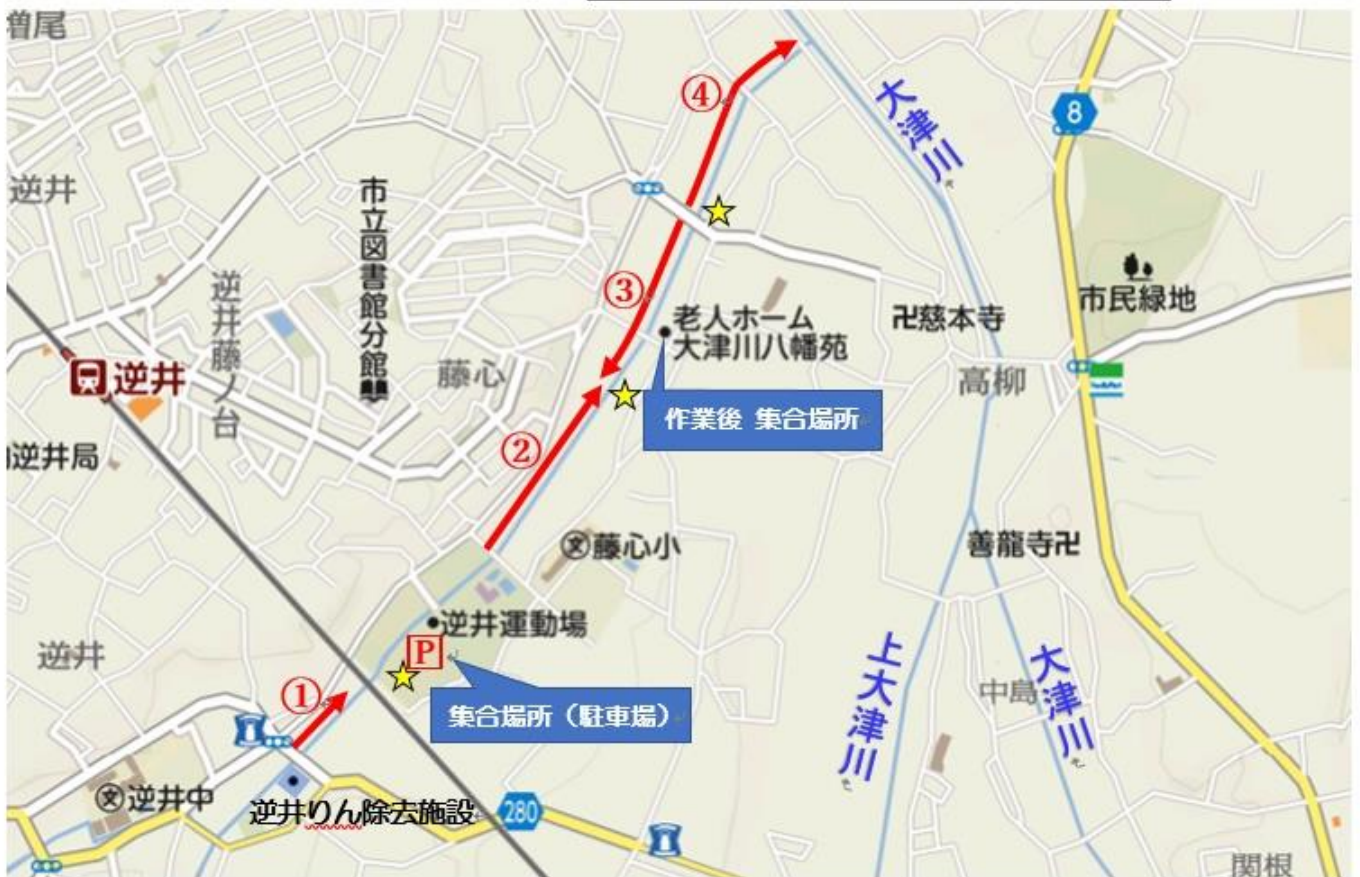 増尾
④
大津川
8
逆井
市立図書館分館
逆井藤ノ台
③
老人ホーム
大津川八幡苑
卍慈本寺
市民緑地
逆井
藤心
高柳
FamilyMart
作業後 集合場所
②
逆井局
文藤心小
善龍寺卍
逆井運動場
P
逆井
①
集合場所（駐車場）
上大津川
中島
大津川
文逆井中
逆井りん除去施設
280
関根